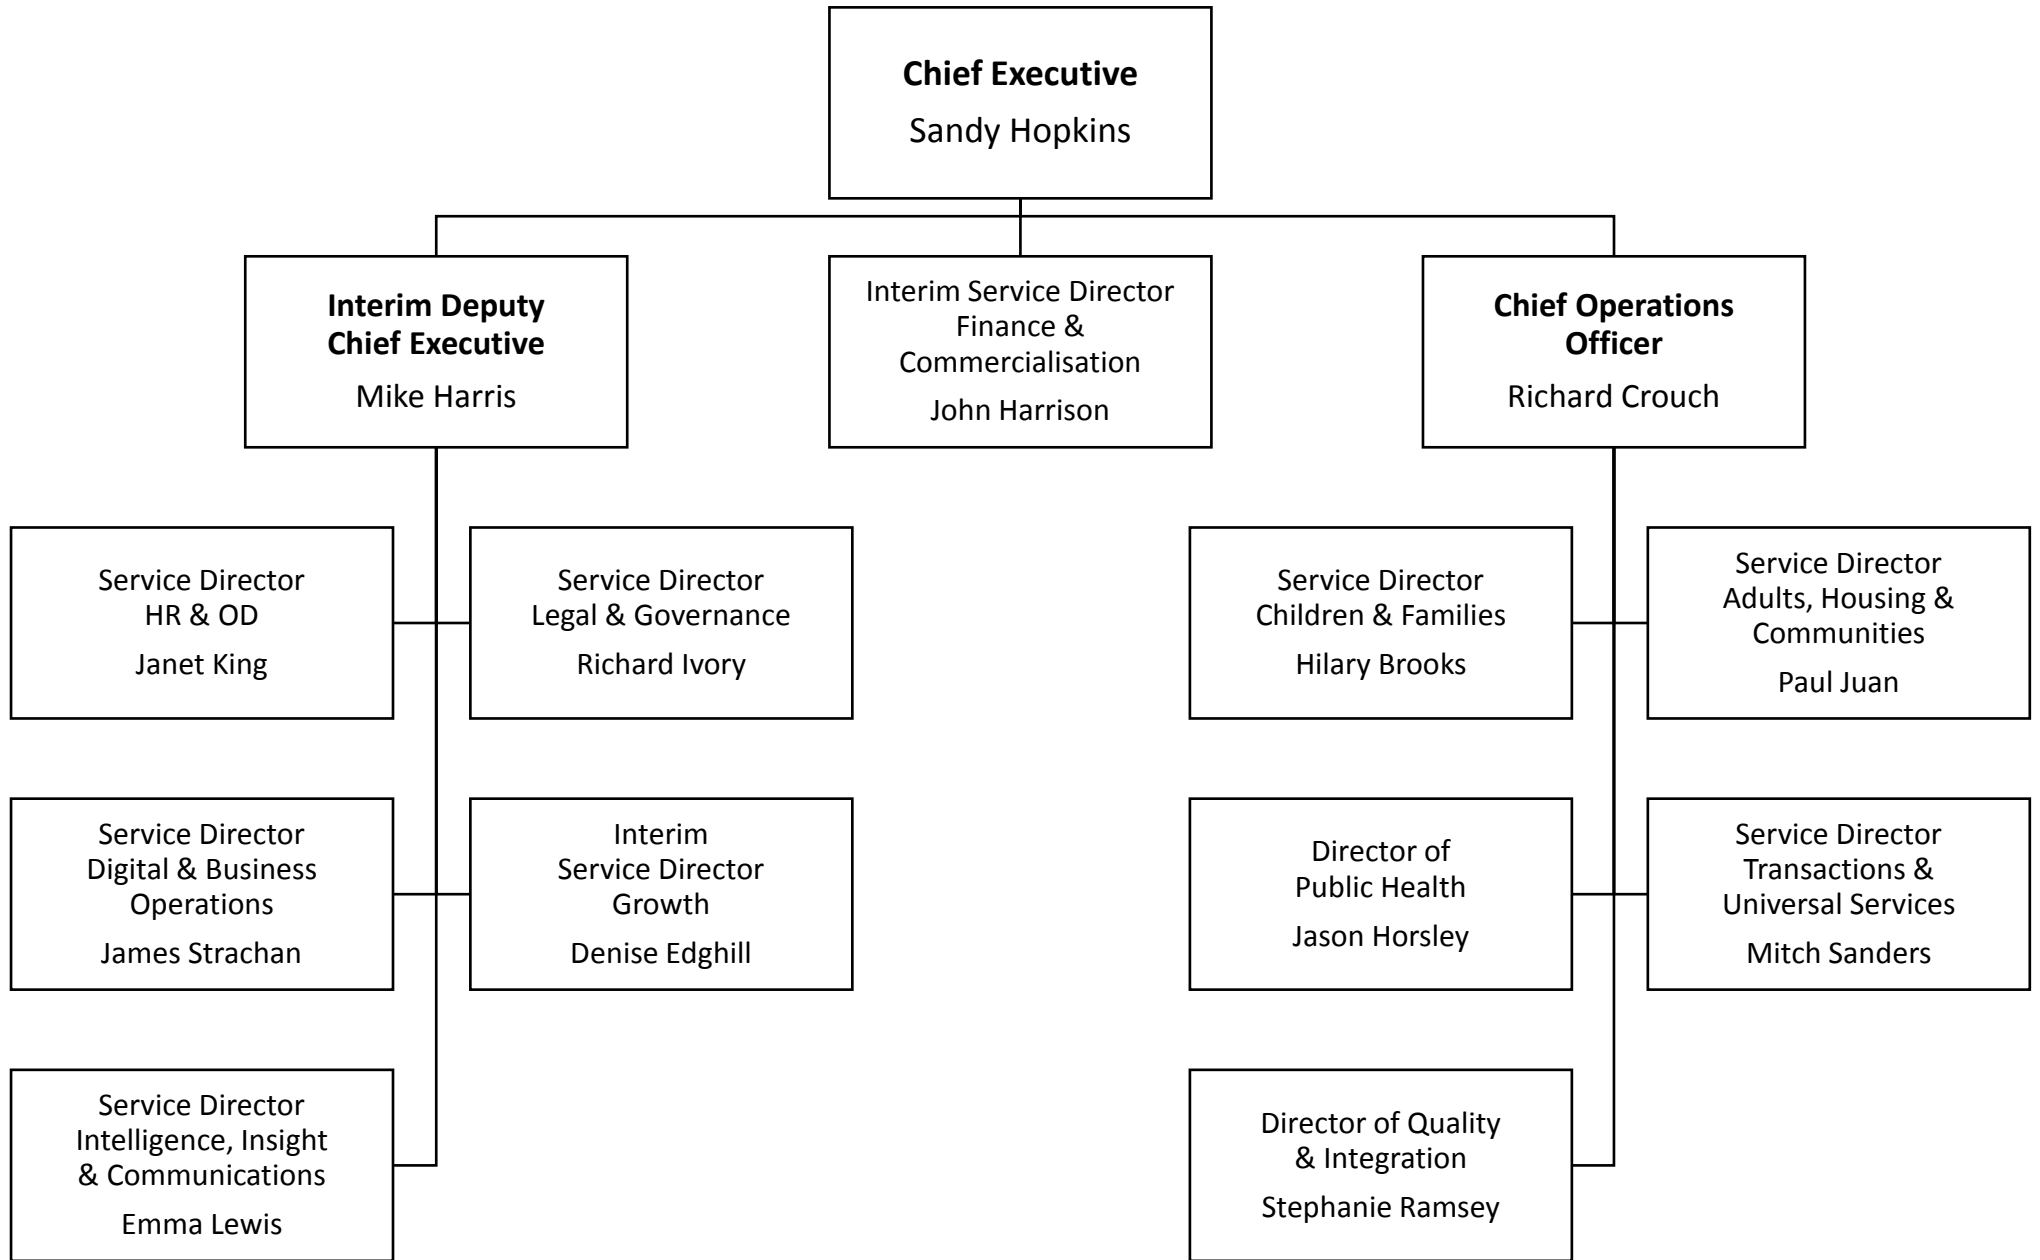 Chief Executive
Sandy Hopkins
Interim Deputy
Chief Executive
Mike Harris
Interim Service Director
Finance &
Commercialisation
John Harrison
Chief Operations
Officer
Richard Crouch
Service Director
HR & OD
Janet King
Service Director
Legal & Governance
Richard Ivory
Service Director
Children & Families
Hilary Brooks
Service Director
Adults, Housing &
Communities
Paul Juan
Service Director
Digital & Business
Operations
James Strachan
Interim
Service Director
Growth
Denise Edghill
Director of
Public Health
Jason Horsley
Service Director
Transactions &
Universal Services
Mitch Sanders
Service Director
Intelligence, Insight
& Communications
Emma Lewis
Director of Quality
& Integration
Stephanie Ramsey